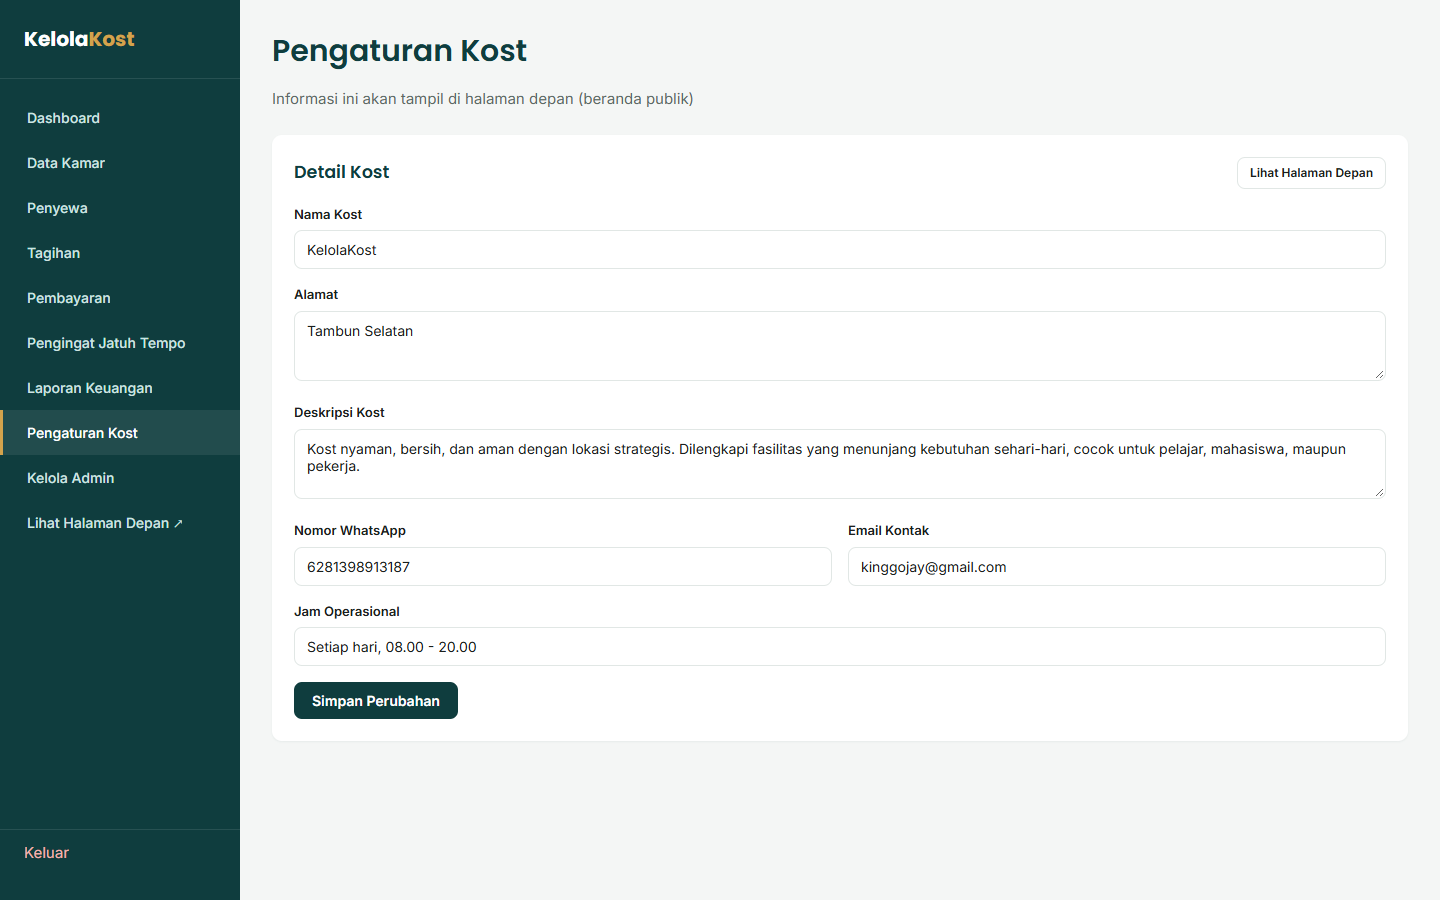 KelolaKost
Dashboard
Data Kamar
Penyewa
Tagihan
Pembayaran
Pengingat Jatuh Tempo
Laporan Keuangan
Pengaturan Kost
Kelola Admin
Lihat Halaman Depan ↗
Keluar
Pengaturan Kost
Informasi ini akan tampil di halaman depan (beranda publik)
Detail Kost
Lihat Halaman Depan
Nama Kost
KelolaKost
Alamat
Tambun Selatan
Deskripsi Kost
Kost nyaman, bersih, dan aman dengan lokasi strategis. Dilengkapi fasilitas yang menunjang kebutuhan sehari-hari, cocok untuk pelajar, mahasiswa, maupun
pekerja.
Nomor WhatsApp
6281398913187
Email Kontak
kinggojay@gmail.com
Jam Operasional
Setiap hari, 08.00 - 20.00
Simpan Perubahan